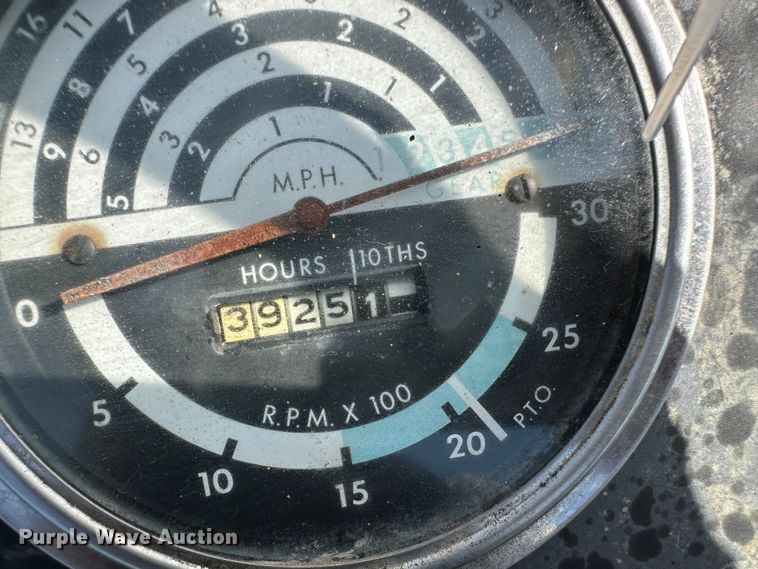 16 11 7 4 3 2 3
13 8 5 3 2 2
9 6 4 2 1 1
5 3 2 1 1 2 3 4 5
M.P.H.
GEAR
HOURS 10THS
39251
0 5 10 15 20 25 30
R.P.M. X 100
P.T.O.
Purple Wave Auction